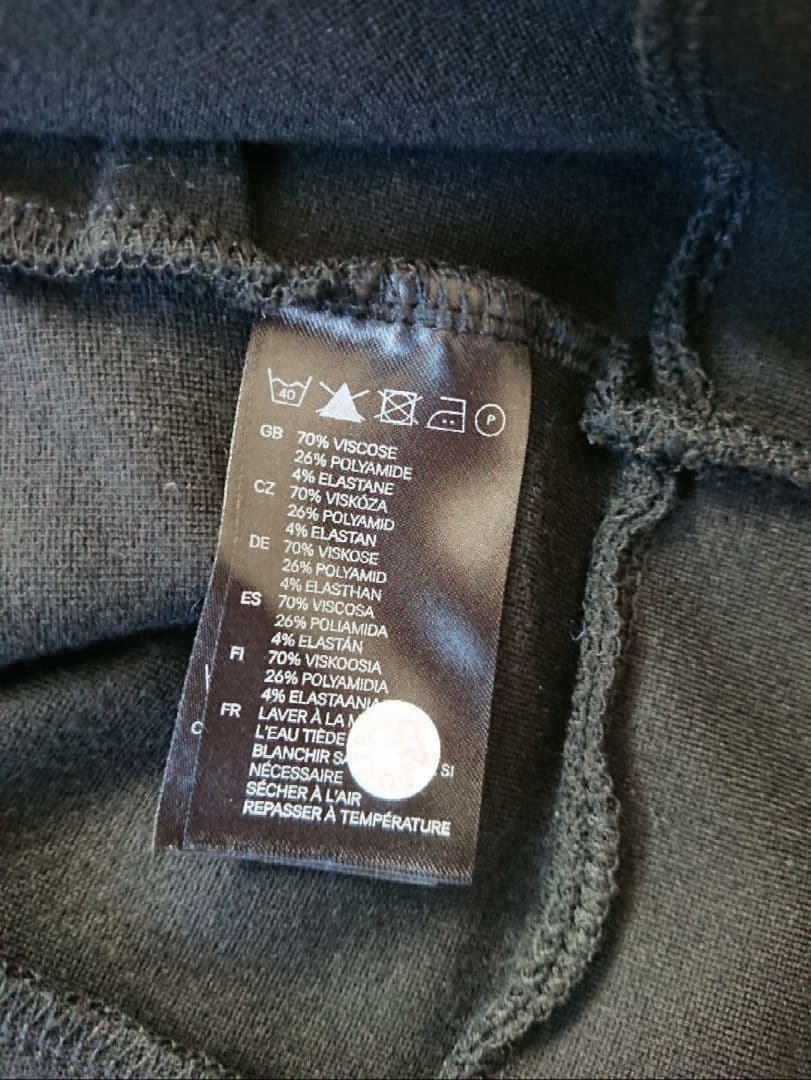 40 P
GB 70% VISCOSE
26% POLYAMIDE
4% ELASTANE
CZ 70% VISKÓZA
26% POLYAMID
4% ELASTAN
DE 70% VISKOSE
26% POLYAMID
4% ELASTHAN
ES 70% VISCOSA
26% POLIAMIDA
4% ELASTÁN
FI 70% VISKOOSIA
26% POLYAMIDIA
4% ELASTAANIA
FR LAVER À LA
L'EAU TIÈDE
BLANCHIR SI
NÉCESSAIRE
SÉCHER À L'AIR
REPASSER À TEMPÉRATURE